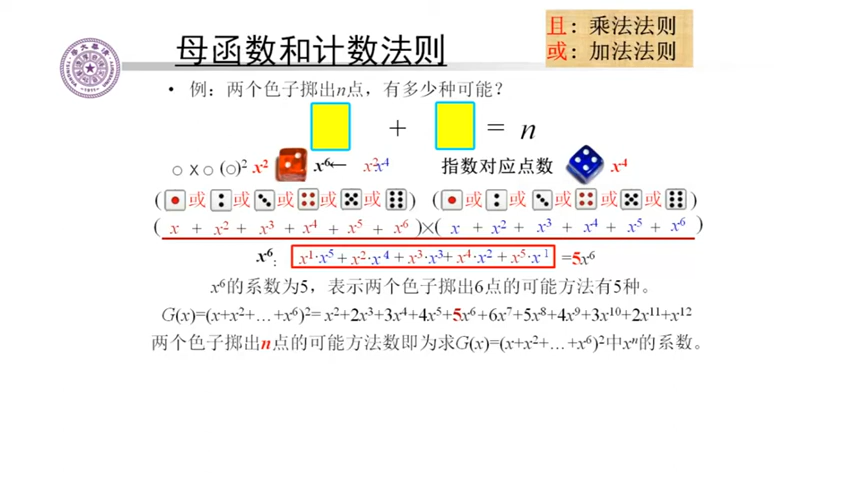 母函数和计数法则
且：乘法法则
或：加法法则
• 例：两个色子掷出n点，有多少种可能？
+ = n
○ x ○ (○)² x² x⁶← x²x⁴ 指数对应点数 x⁴
(或或或或或) (或或或或或)
( x + x² + x³ + x⁴ + x⁵ + x⁶ )×( x + x² + x³ + x⁴ + x⁵ + x⁶ )
x⁶: x¹·x⁵ + x²·x⁴ + x³·x³ + x⁴·x² + x⁵·x¹ =5x⁶
x⁶的系数为5，表示两个色子掷出6点的可能方法有5种。
G(x)=(x+x²+…+x⁶)²= x²+2x³+3x⁴+4x⁵+5x⁶+6x⁷+5x⁸+4x⁹+3x¹⁰+2x¹¹+x¹²
两个色子掷出n点的可能方法数即为求G(x)=(x+x²+…+x⁶)²中xⁿ的系数。